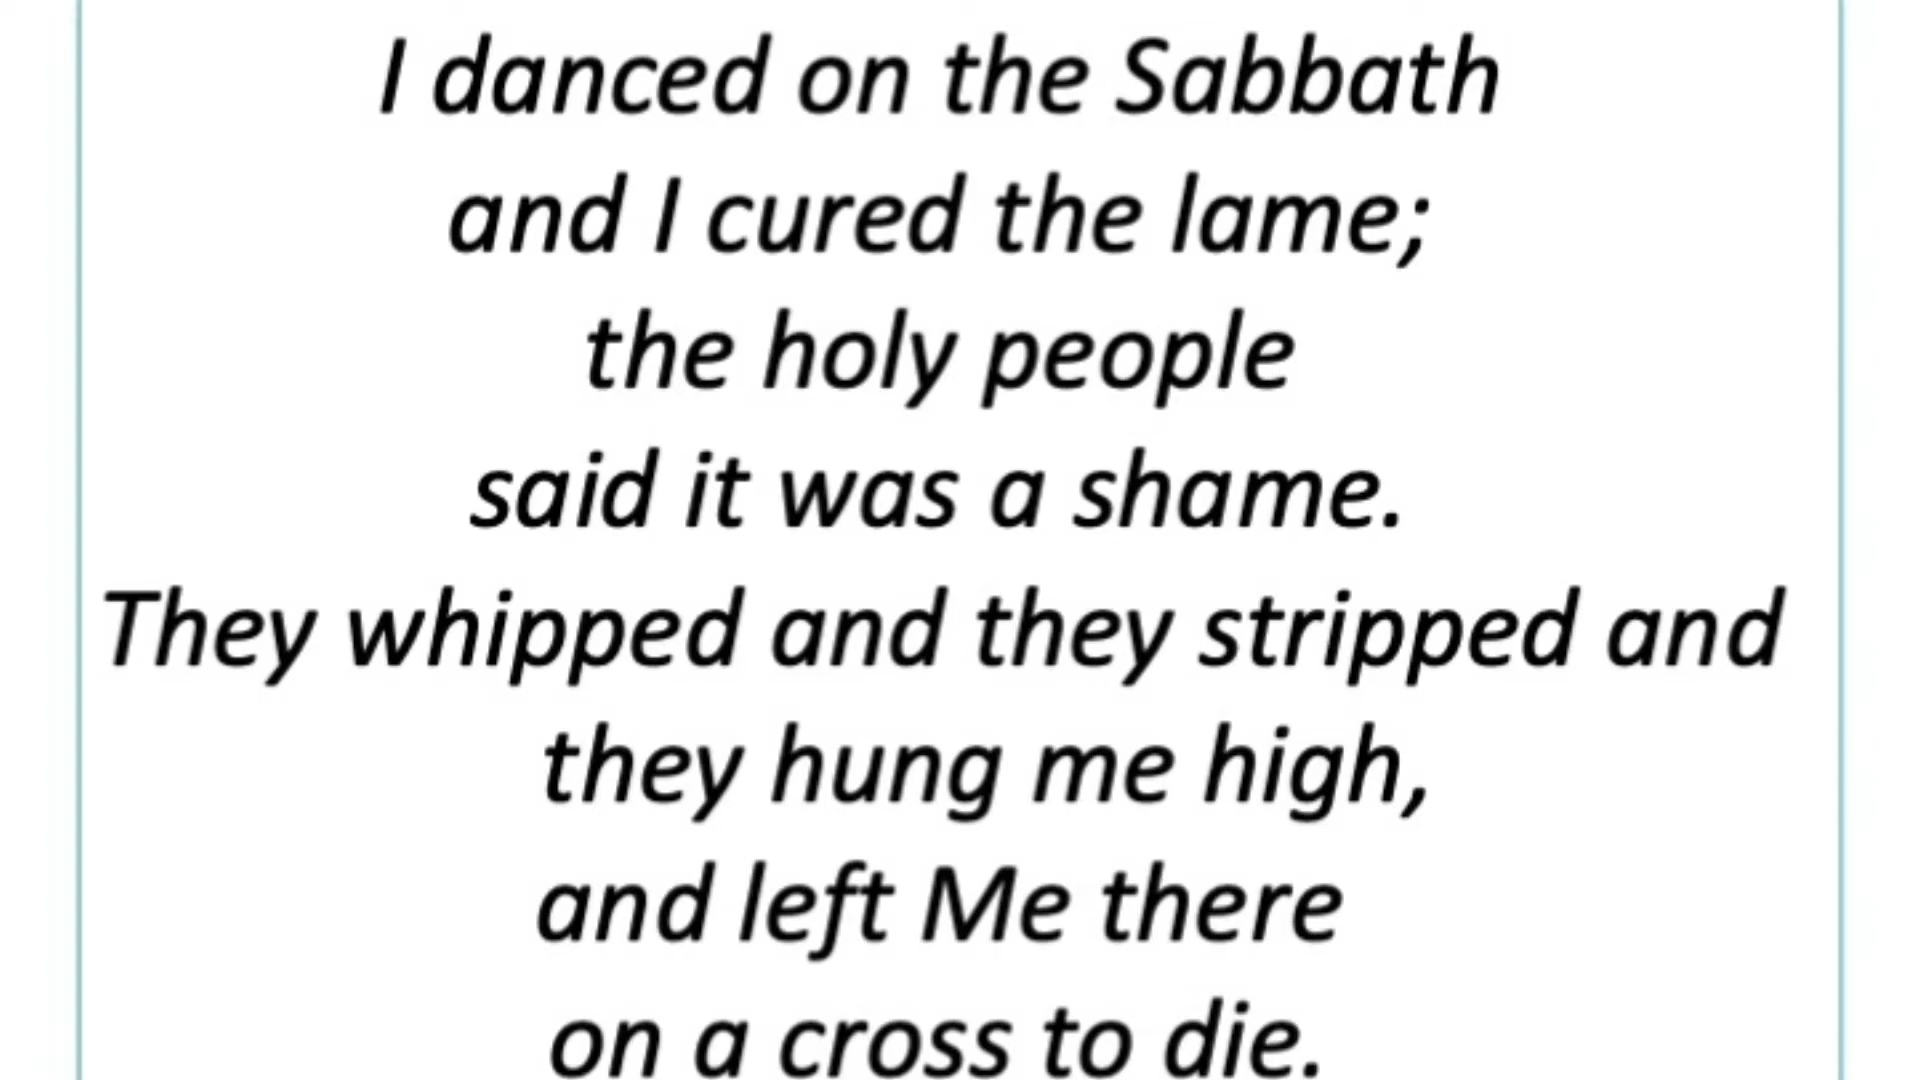 I danced on the Sabbath
and I cured the lame;
the holy people
said it was a shame.
They whipped and they stripped and
they hung me high,
and left Me there
on a cross to die.